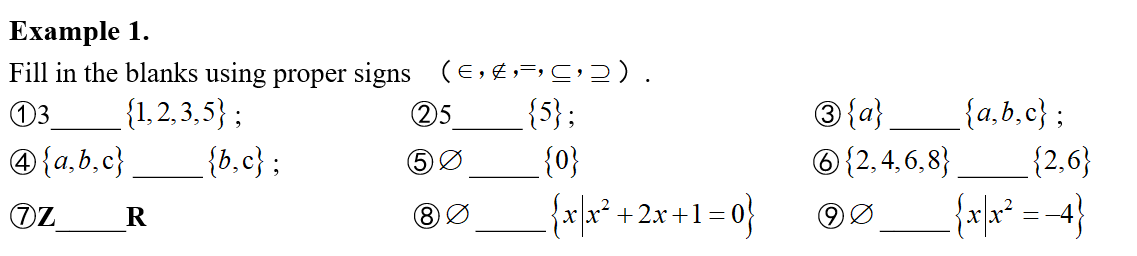 Example 1.
Fill in the blanks using proper signs （∈，∉，=，⊆，⊇）.
①3_____{1,2,3,5}； ②5_____{5}； ③{a}_____{a,b,c}；
④{a,b,c}_____{b,c}； ⑤∅_____{0} ⑥{2,4,6,8}_____{2,6}
⑦Z_____R ⑧∅_____{x|x²+2x+1=0} ⑨∅_____{x|x²=−4}